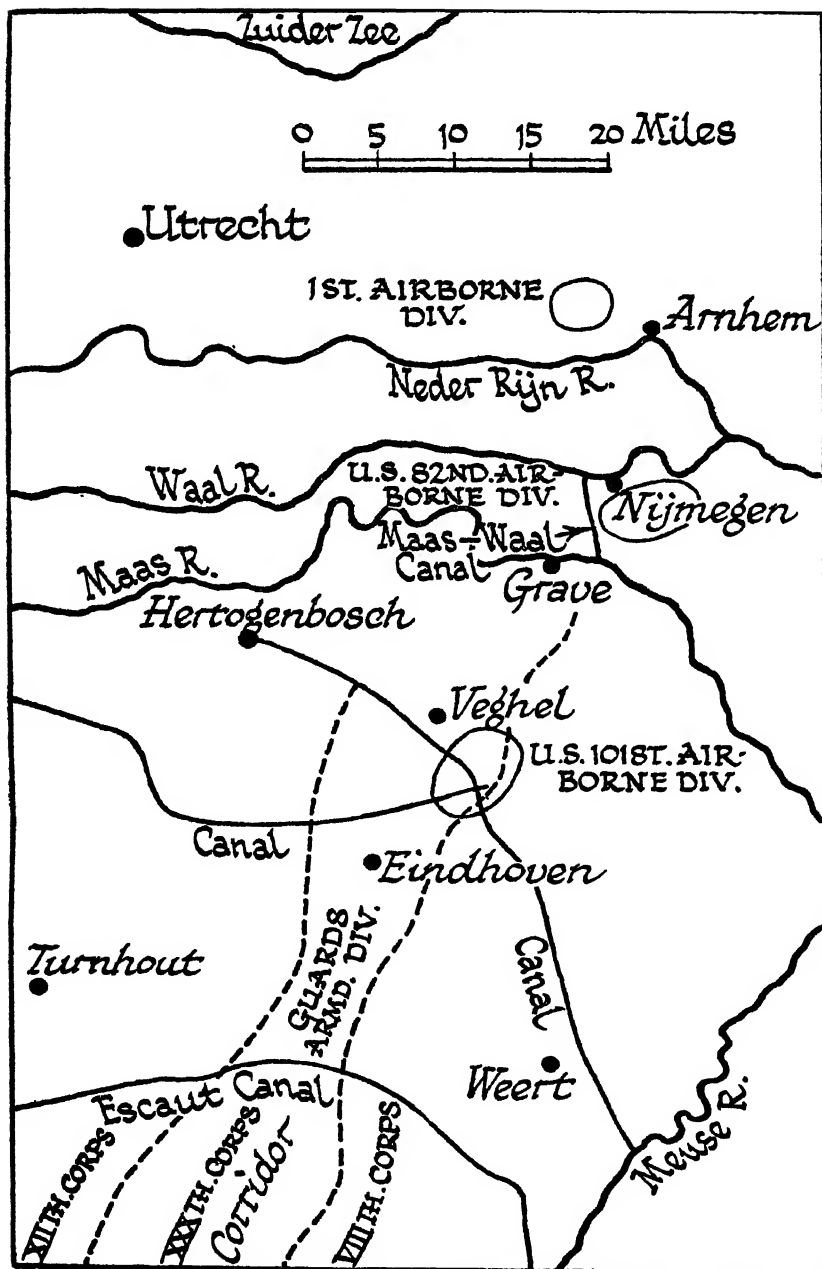 Zuider Zee
0 5 10 15 20 Miles
Utrecht
1ST. AIRBORNE
DIV.
Arnhem
Neder Rijn R.
Waal R.
U.S. 82ND. AIR-
BORNE DIV.
Nijmegen
Maas-Waal
Canal
Maas R.
Grave
Hertogenbosch
Veghel
U.S. 101ST. AIR-
BORNE DIV.
Canal
Eindhoven
GUARDS
ARMD. DIV.
Canal
Turnhout
Weert
Escaut Canal
Meuse R.
XIITH. CORPS
XXXTH. CORPS
Corridor
VIIITH. CORPS